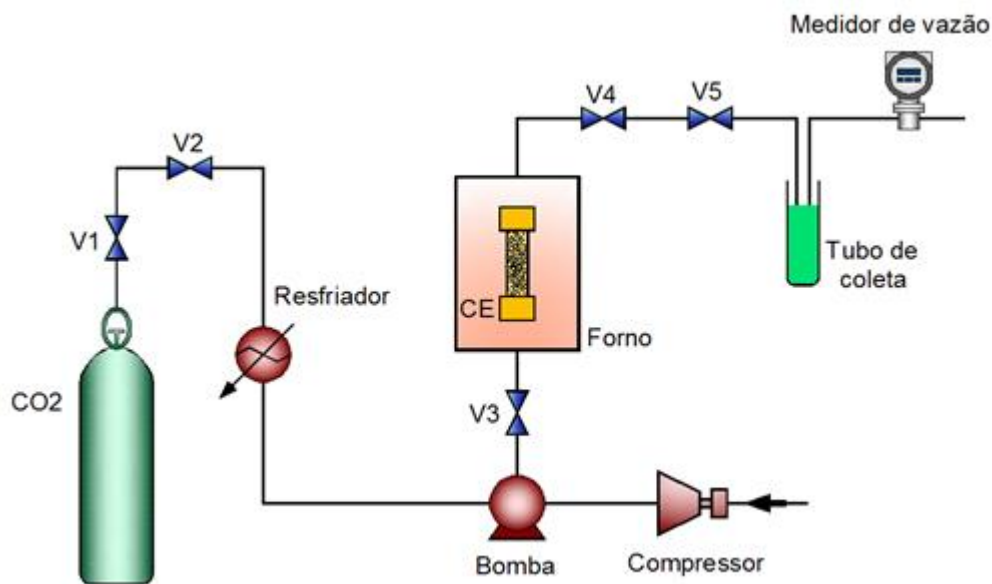 Medidor de vazão
V4
V5
V2
V1
Tubo de
coleta
Resfriador
CE
Forno
CO2
V3
Bomba
Compressor